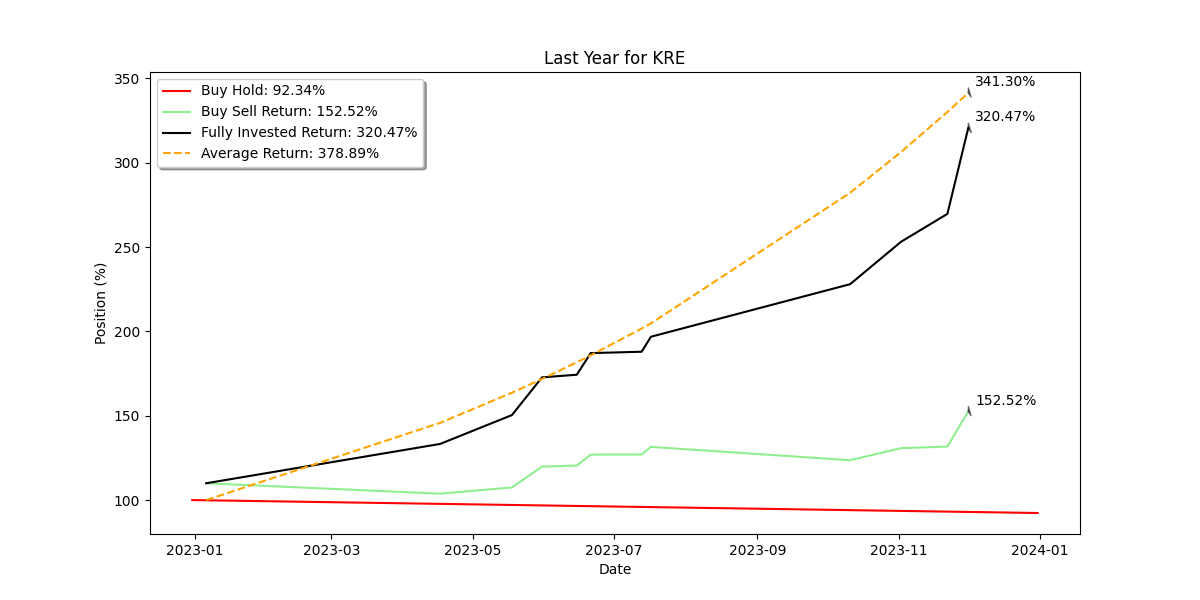 Last Year for KRE
Buy Hold: 92.34%
Buy Sell Return: 152.52%
Fully Invested Return: 320.47%
Average Return: 378.89%
341.30%
320.47%
152.52%
Position (%)
350
300
250
200
150
100
2023-01
2023-03
2023-05
2023-07
2023-09
2023-11
2024-01
Date